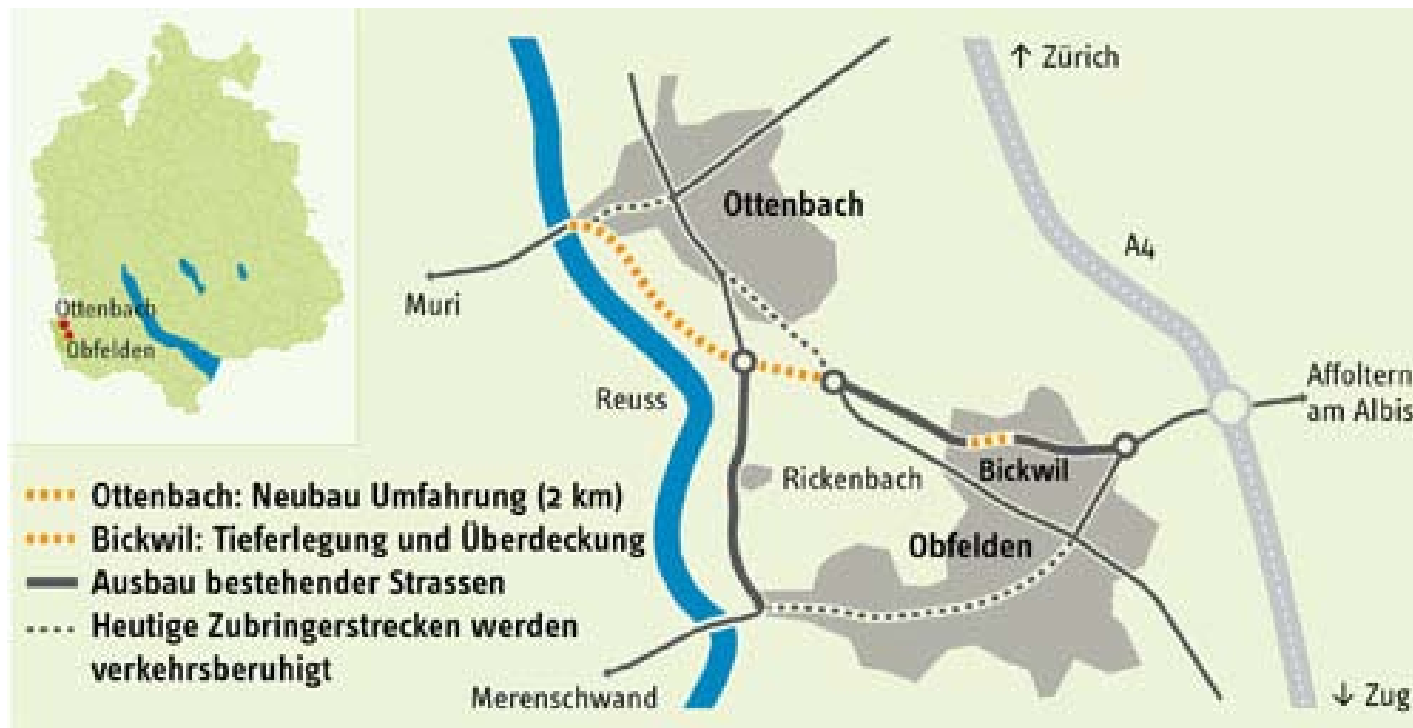 Ottenbach
Obfelden
↑ Zürich
Ottenbach
A4
Muri
Affoltern
am Albis
Reuss
Rickenbach
Bickwil
Obfelden
Merenschwand
↓ Zug
Ottenbach: Neubau Umfahrung (2 km)
Bickwil: Tieferlegung und Überdeckung
Ausbau bestehender Strassen
Heutige Zubringerstrecken werden
verkehrsberuhigt